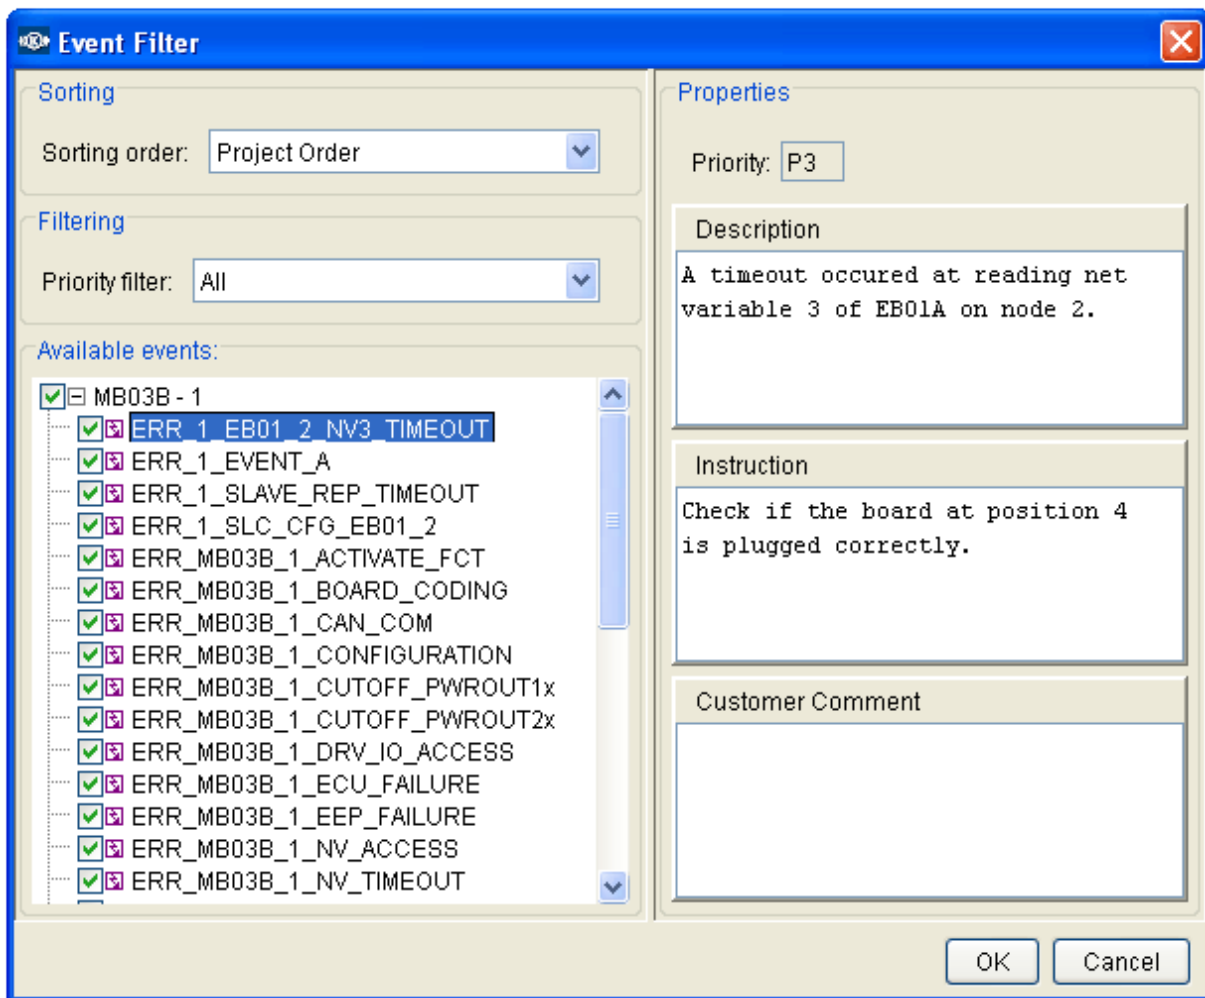 Event Filter
Sorting
Sorting order: Project Order
Filtering
Priority filter: All
Available events:
MB03B - 1
ERR_1_EB01_2_NV3_TIMEOUT
ERR_1_EVENT_A
ERR_1_SLAVE_REP_TIMEOUT
ERR_1_SLC_CFG_EB01_2
ERR_MB03B_1_ACTIVATE_FCT
ERR_MB03B_1_BOARD_CODING
ERR_MB03B_1_CAN_COM
ERR_MB03B_1_CONFIGURATION
ERR_MB03B_1_CUTOFF_PWROUT1x
ERR_MB03B_1_CUTOFF_PWROUT2x
ERR_MB03B_1_DRV_IO_ACCESS
ERR_MB03B_1_ECU_FAILURE
ERR_MB03B_1_EEP_FAILURE
ERR_MB03B_1_NV_ACCESS
ERR_MB03B_1_NV_TIMEOUT
Properties
Priority: P3
Description
A timeout occured at reading net
variable 3 of EB01A on node 2.
Instruction
Check if the board at position 4
is plugged correctly.
Customer Comment
OK
Cancel